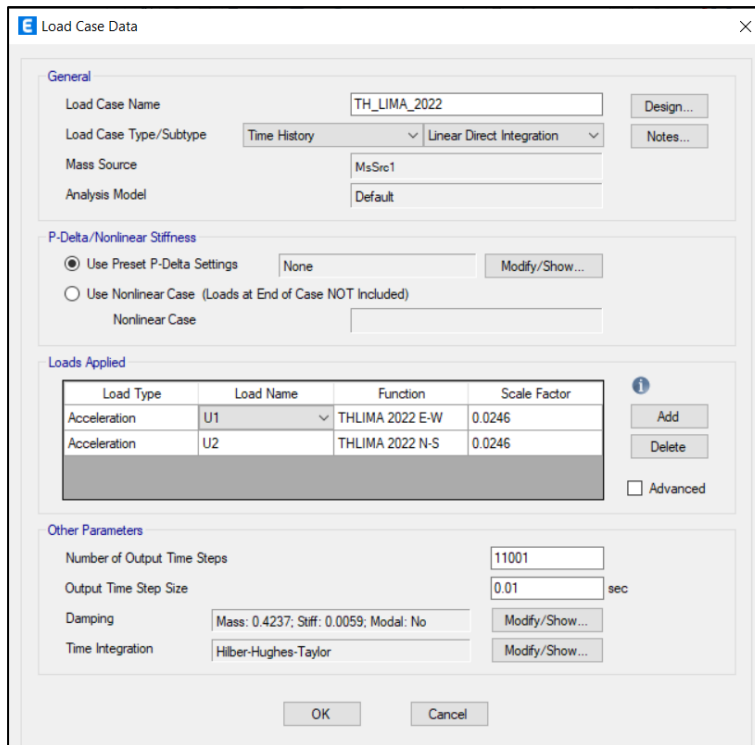 E Load Case Data
General
Load Case Name TH_LIMA_2022 Design...
Load Case Type/Subtype Time History Linear Direct Integration Notes...
Mass Source MsSrc1
Analysis Model Default
P-Delta/Nonlinear Stiffness
Use Preset P-Delta Settings None Modify/Show...
Use Nonlinear Case (Loads at End of Case NOT Included)
Nonlinear Case
Loads Applied
Load Type Load Name Function Scale Factor
Acceleration U1 THLIMA 2022 E-W 0.0246 Add
Acceleration U2 THLIMA 2022 N-S 0.0246 Delete
Advanced
Other Parameters
Number of Output Time Steps 11001
Output Time Step Size 0.01 sec
Damping Mass: 0.4237; Stiff: 0.0059; Modal: No Modify/Show...
Time Integration Hilber-Hughes-Taylor Modify/Show...
OK Cancel